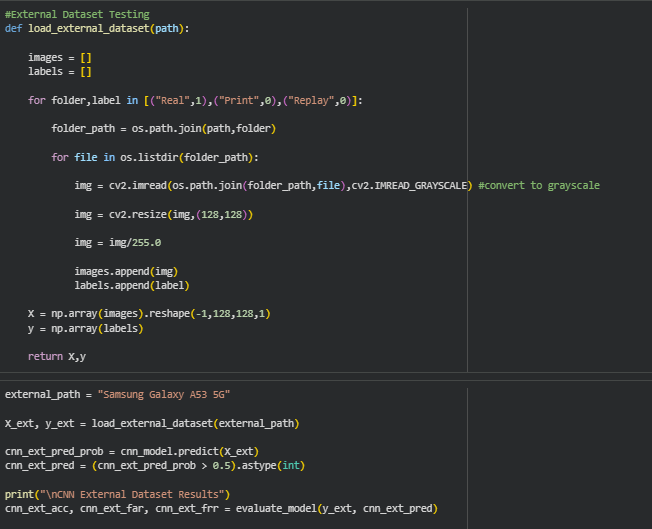 #External Dataset Testing
def load_external_dataset(path):
images = []
labels = []
for folder,label in [("Real",1),("Print",0),("Replay",0)]:
folder_path = os.path.join(path,folder)
for file in os.listdir(folder_path):
img = cv2.imread(os.path.join(folder_path,file),cv2.IMREAD_GRAYSCALE) #convert to grayscale
img = cv2.resize(img,(128,128))
img = img/255.0
images.append(img)
labels.append(label)
X = np.array(images).reshape(-1,128,128,1)
y = np.array(labels)
return X,y
external_path = "Samsung Galaxy A53 5G"
X_ext, y_ext = load_external_dataset(external_path)
cnn_ext_pred_prob = cnn_model.predict(X_ext)
cnn_ext_pred = (cnn_ext_pred_prob > 0.5).astype(int)
print("\nCNN External Dataset Results")
cnn_ext_acc, cnn_ext_far, cnn_ext_frr = evaluate_model(y_ext, cnn_ext_pred)